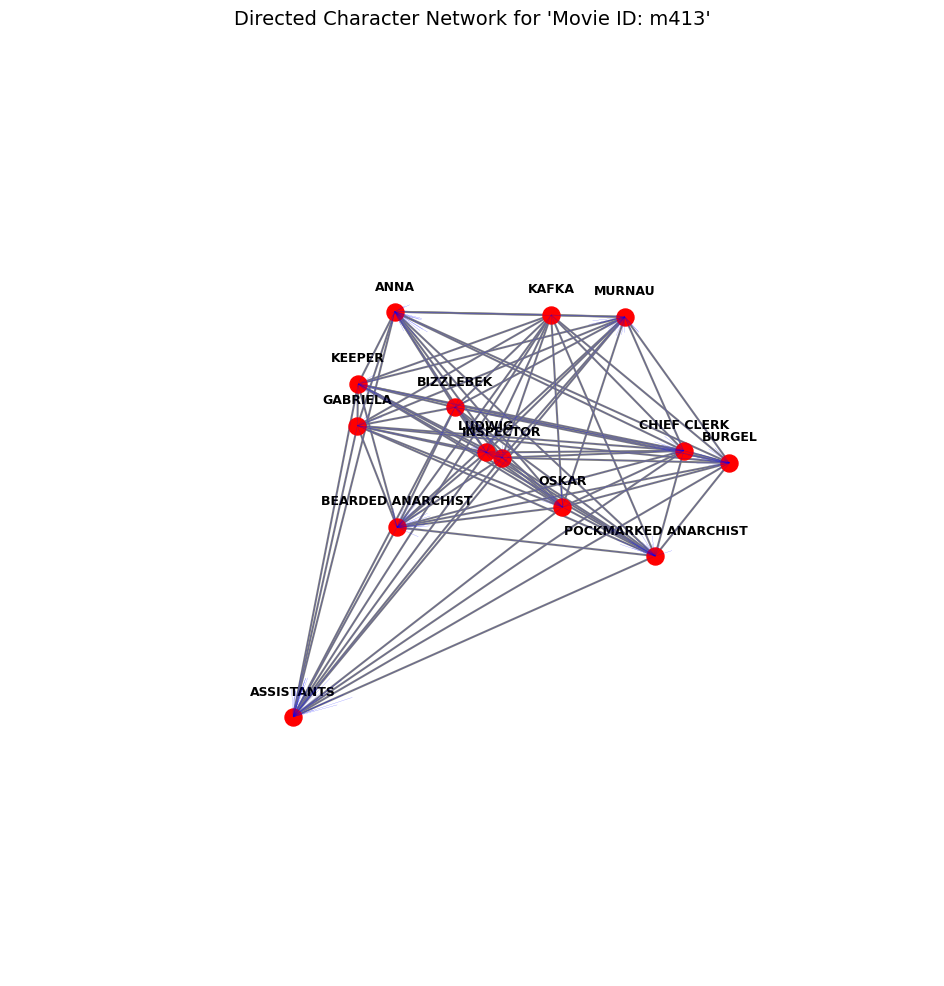 Directed Character Network for 'Movie ID: m413'
ANNA
KAFKA
MURNAU
KEEPER
BIZZLEBEK
GABRIELA
LUDWIG
INSPECTOR
CHIEF CLERK
BURGEL
OSKAR
BEARDED ANARCHIST
POCKMARKED ANARCHIST
ASSISTANTS